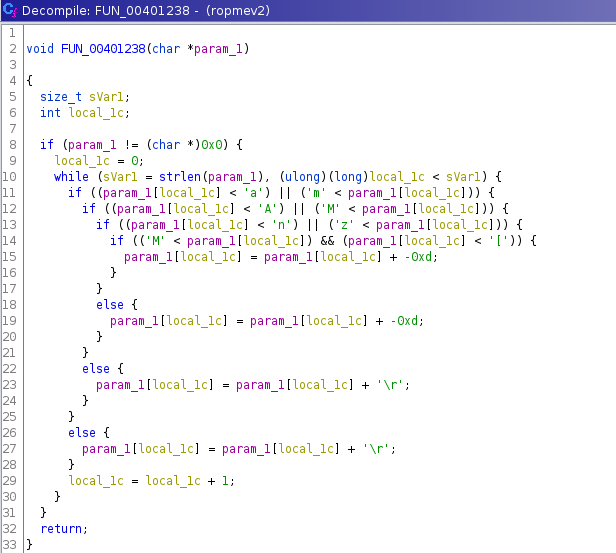 Decompile: FUN_00401238 - (ropmev2)
1
2 void FUN_00401238(char *param_1)
3
4 {
5 size_t sVar1;
6 int local_1c;
7
8 if (param_1 != (char *)0x0) {
9 local_1c = 0;
10 while (sVar1 = strlen(param_1), (ulong)(long)local_1c < sVar1) {
11 if ((param_1[local_1c] < 'a') || ('m' < param_1[local_1c])) {
12 if ((param_1[local_1c] < 'A') || ('M' < param_1[local_1c])) {
13 if ((param_1[local_1c] < 'n') || ('z' < param_1[local_1c])) {
14 if (('M' < param_1[local_1c]) && (param_1[local_1c] < '[')) {
15 param_1[local_1c] = param_1[local_1c] + -0xd;
16 }
17 }
18 else {
19 param_1[local_1c] = param_1[local_1c] + -0xd;
20 }
21 }
22 else {
23 param_1[local_1c] = param_1[local_1c] + '\r';
24 }
25 }
26 else {
27 param_1[local_1c] = param_1[local_1c] + '\r';
28 }
29 local_1c = local_1c + 1;
30 }
31 }
32 return;
33 }